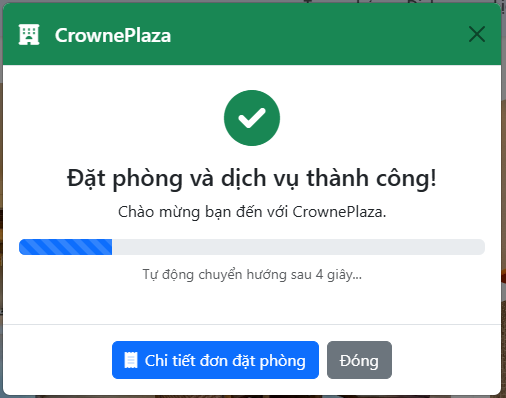 CrownePlaza
Đặt phòng và dịch vụ thành công!
Chào mừng bạn đến với CrownePlaza.
Tự động chuyển hướng sau 4 giây...
Chi tiết đơn đặt phòng
Đóng